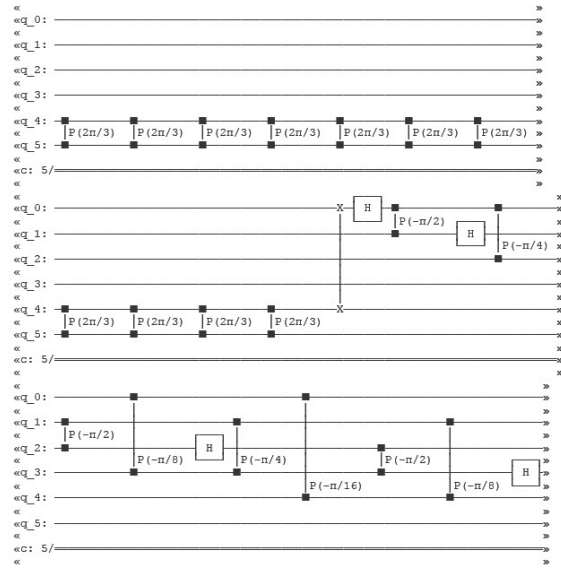 «
«q_0:
«
«q_1:
«
«q_2:
«
«q_3:
«
«q_4:
« P(2π/3) P(2π/3) P(2π/3) P(2π/3) P(2π/3) P(2π/3) P(2π/3)
«q_5:
«
«c: 5/
«
«
«q_0: X H
« P(-π/2)
«q_1: H
« P(-π/4)
«q_2:
«
«q_3:
«
«q_4: X
« P(2π/3) P(2π/3) P(2π/3) P(2π/3)
«q_5:
«
«c: 5/
«
«
«q_0:
«
«q_1:
« P(-π/2)
«q_2: H
« P(-π/8) P(-π/4) P(-π/2)
«q_3: H
« P(-π/16) P(-π/8)
«q_4:
«
«q_5:
«
«c: 5/
«